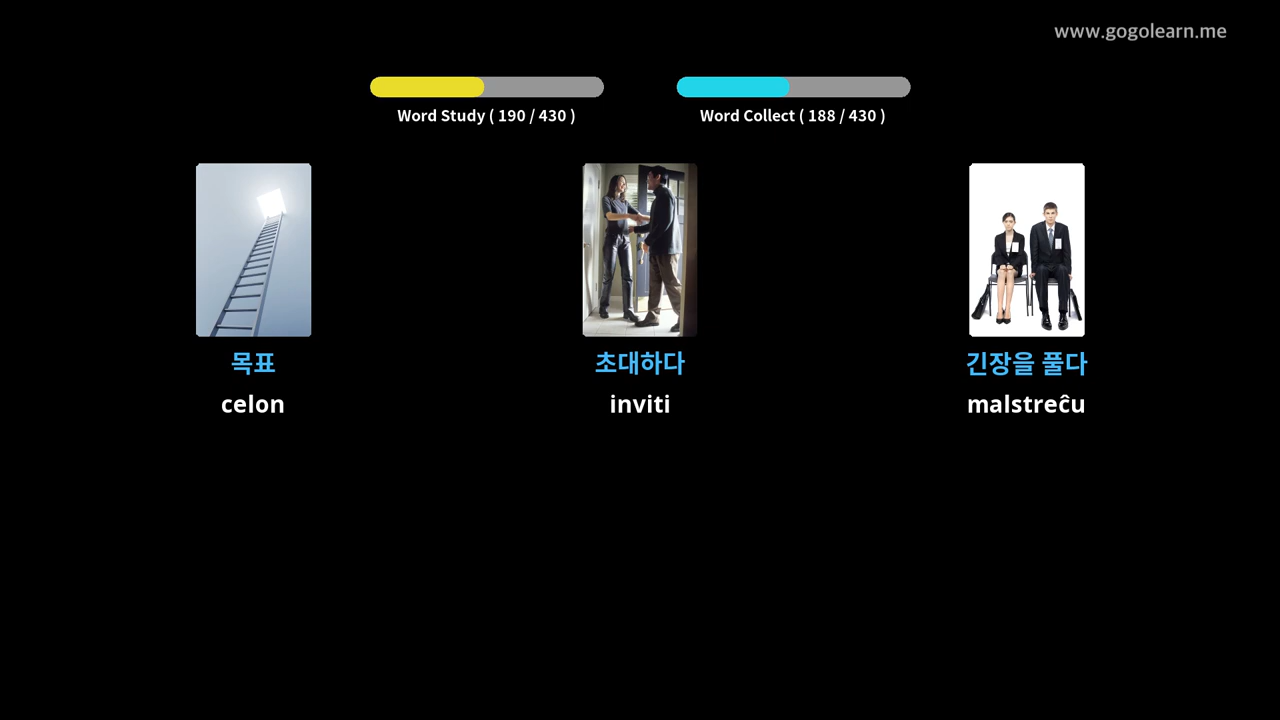 www.gogolearn.me
Word Study ( 190 / 430 )
Word Collect ( 188 / 430 )
목표
celon
초대하다
inviti
긴장을 풀다
malstreĉu